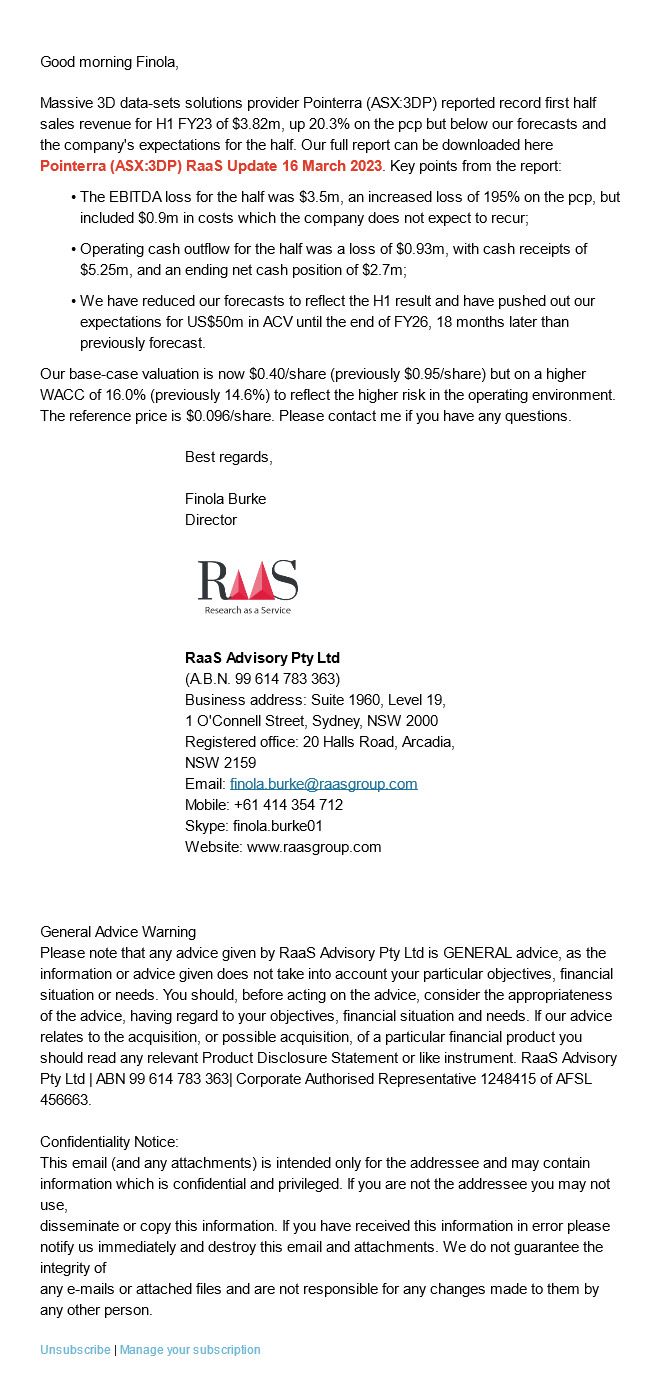 Good morning Finola,
Massive 3D data-sets solutions provider Pointerra (ASX:3DP) reported record first half
sales revenue for H1 FY23 of $3.82m, up 20.3% on the pcp but below our forecasts and
the company's expectations for the half. Our full report can be downloaded here
Pointerra (ASX:3DP) RaaS Update 16 March 2023. Key points from the report:
• The EBITDA loss for the half was $3.5m, an increased loss of 195% on the pcp, but
included $0.9m in costs which the company does not expect to recur;
• Operating cash outflow for the half was a loss of $0.93m, with cash receipts of
$5.25m, and an ending net cash position of $2.7m;
• We have reduced our forecasts to reflect the H1 result and have pushed out our
expectations for US$50m in ACV until the end of FY26, 18 months later than
previously forecast.
Our base-case valuation is now $0.40/share (previously $0.95/share) but on a higher
WACC of 16.0% (previously 14.6%) to reflect the higher risk in the operating environment.
The reference price is $0.096/share. Please contact me if you have any questions.
Best regards,
Finola Burke
Director
RAAS
Research as a Service
RaaS Advisory Pty Ltd
(A.B.N. 99 614 783 363)
Business address: Suite 1960, Level 19,
1 O'Connell Street, Sydney, NSW 2000
Registered office: 20 Halls Road, Arcadia,
NSW 2159
Email: finola.burke@raasgroup.com
Mobile: +61 414 354 712
Skype: finola.burke01
Website: www.raasgroup.com
General Advice Warning
Please note that any advice given by RaaS Advisory Pty Ltd is GENERAL advice, as the
information or advice given does not take into account your particular objectives, financial
situation or needs. You should, before acting on the advice, consider the appropriateness
of the advice, having regard to your objectives, financial situation and needs. If our advice
relates to the acquisition, or possible acquisition, of a particular financial product you
should read any relevant Product Disclosure Statement or like instrument. RaaS Advisory
Pty Ltd | ABN 99 614 783 363| Corporate Authorised Representative 1248415 of AFSL
456663.
Confidentiality Notice:
This email (and any attachments) is intended only for the addressee and may contain
information which is confidential and privileged. If you are not the addressee you may not
use,
disseminate or copy this information. If you have received this information in error please
notify us immediately and destroy this email and attachments. We do not guarantee the
integrity of
any e-mails or attached files and are not responsible for any changes made to them by
any other person.
Unsubscribe | Manage your subscription